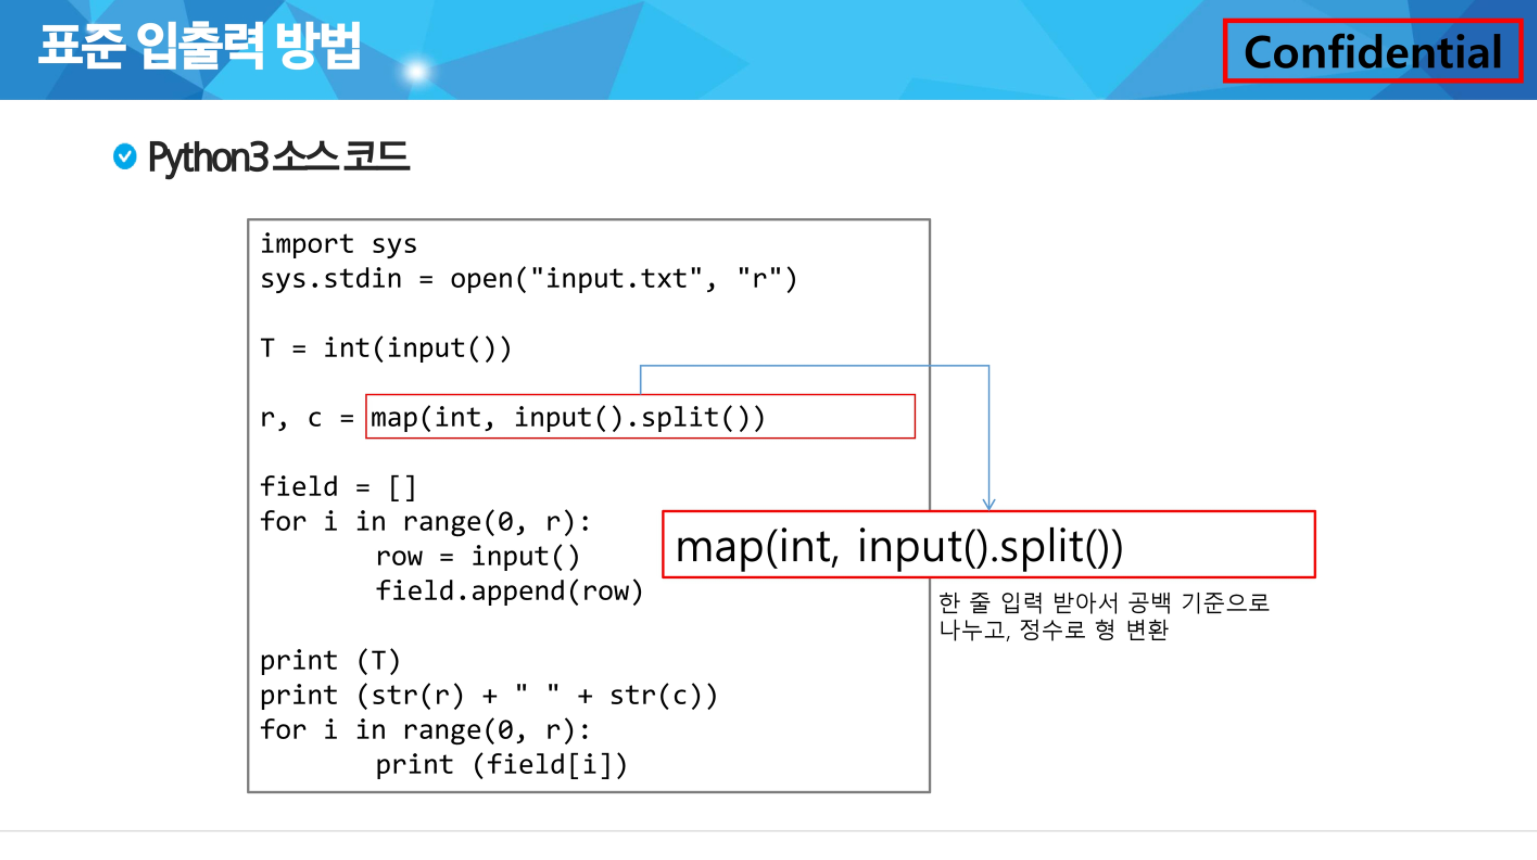 표준 입출력 방법
Confidential
Python3 소스 코드
import sys
sys.stdin = open("input.txt", "r")
T = int(input())
r, c = map(int, input().split())
field = []
for i in range(0, r):
row = input()
field.append(row)
print (T)
print (str(r) + " " + str(c))
for i in range(0, r):
print (field[i])
map(int, input().split())
한 줄 입력 받아서 공백 기준으로
나누고, 정수로 형 변환